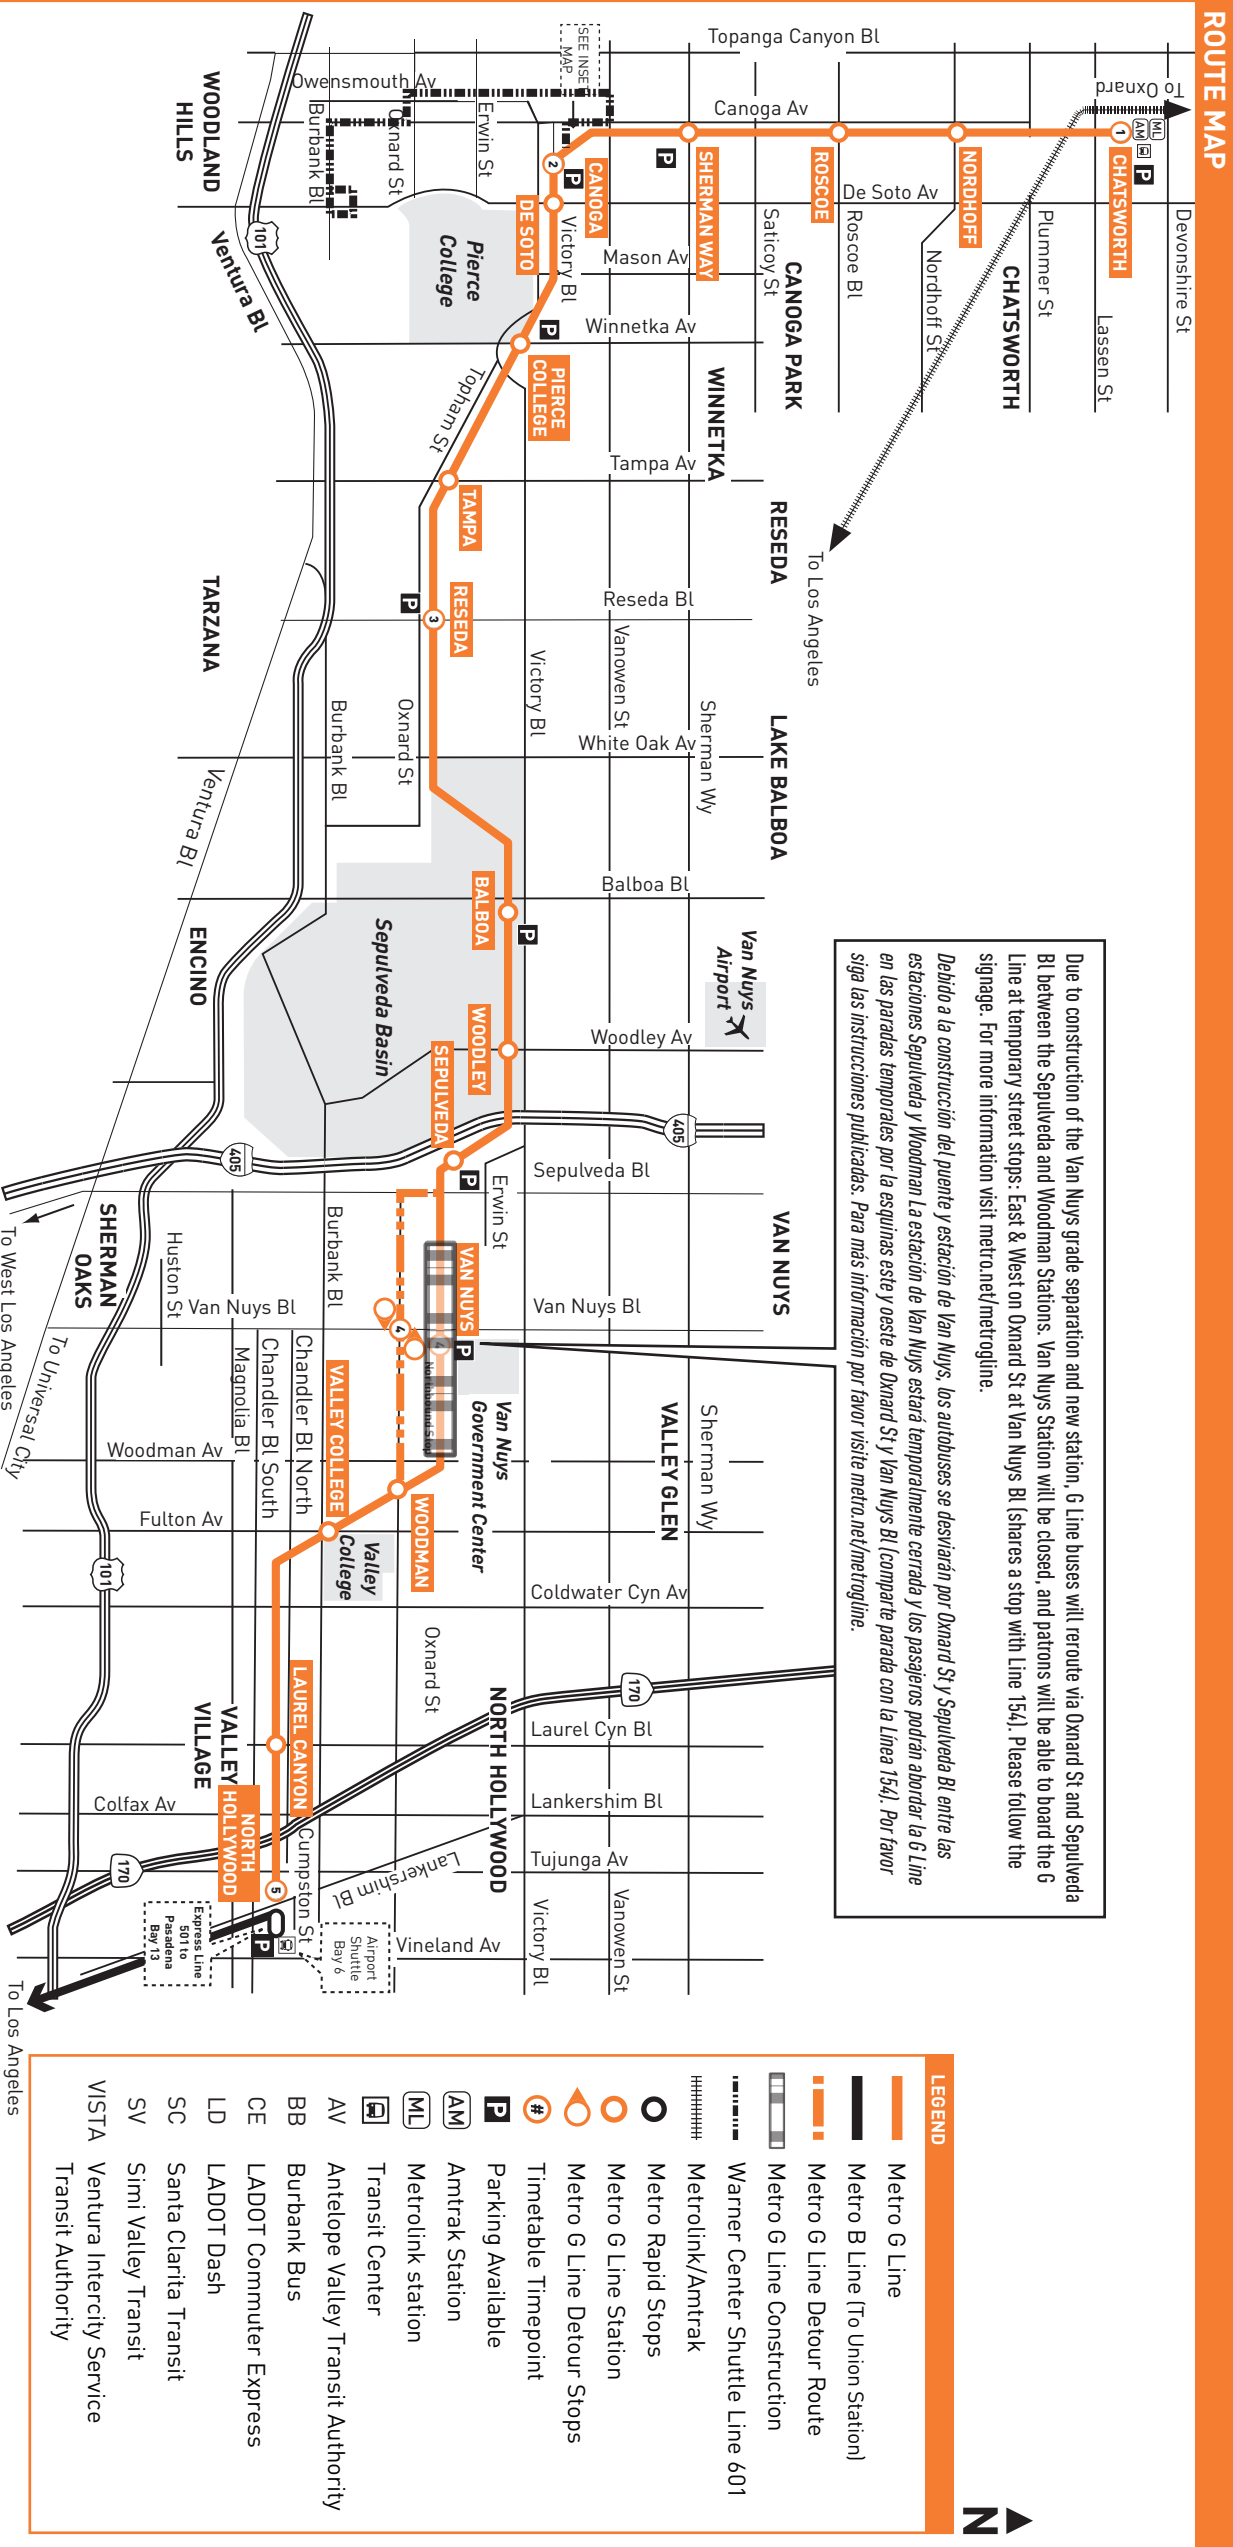 ROUTE MAP
Due to construction of the Van Nuys grade separation and new station, G Line buses will reroute via Oxnard St and Sepulveda
Bl between the Sepulveda and Woodman Stations. Van Nuys Station will be closed, and patrons will be able to board the G
Line at temporary street stops: East & West on Oxnard St at Van Nuys Bl (shares a stop with Line 154). Please follow the
signage. For more information visit metro.net/metrogline.
Debido a la construcción del puente y estación de Van Nuys, los autobuses se desviarán por Oxnard St y Sepulveda Bl entre las
estaciones Sepulveda y Woodman La estación de Van Nuys estará temporalmente cerrada y los pasajeros podrán abordar la G Line
en las paradas temporales por la esquinas este y oeste de Oxnard St y Van Nuys Bl (comparte parada con la Línea 154). Por favor
siga las instrucciones publicadas. Para más información por favor visite metro.net/metrogline.
To Oxnard
ML
AM
P
1
CHATSWORTH
Devonshire St
Lassen St
Plummer St
CHATSWORTH
NORDHOFF
Nordhoff St
ROSCOE
Roscoe Bl
De Soto Av
Topanga Canyon Bl
Canoga Av
SHERMAN WAY
P
Saticoy St
CANOGA PARK
To Los Angeles
SEE INSET
MAP
CANOGA
2
P
DE SOTO
Victory Bl
Mason Av
Winnetka Av
WINNETKA
Owensmouth Av
Erwin St
Oxnard St
Burbank Bl
WOODLAND
HILLS
101
Ventura Bl
Pierce
College
P
PIERCE
COLLEGE
Topham St
TAMPA
Tampa Av
RESEDA
RESEDA
3
P
Reseda Bl
Vanowen St
Victory Bl
Sherman Wy
White Oak Av
LAKE BALBOA
TARZANA
Burbank Bl
Oxnard St
Ventura Bl
BALBOA
P
Balboa Bl
Van Nuys
Airport
Sepulveda Basin
ENCINO
WOODLEY
Woodley Av
SEPULVEDA
405
405
P
Sepulveda Bl
Erwin St
VAN NUYS
VAN NUYS
4
4
P
Northbound Stop
Van Nuys Bl
Van Nuys
Government Center
Burbank Bl
Huston St
Van Nuys Bl
SHERMAN
OAKS
To West Los Angeles
To Universal City
Magnolia Bl
Chandler Bl South
Chandler Bl North
VALLEY COLLEGE
Valley
College
WOODMAN
Woodman Av
Fulton Av
VALLEY GLEN
Sherman Wy
Coldwater Cyn Av
101
Oxnard St
170
Laurel Cyn Bl
NORTH HOLLYWOOD
Lankershim Bl
Tujunga Av
LAUREL CANYON
VALLEY
VILLAGE
Colfax Av
NORTH
HOLLYWOOD
5
170
Cumpston St
Lankershim Bl
P
Vineland Av
Victory Bl
Vanowen St
Airport
Shuttle
Bay 6
Express Line
501 to
Pasadena
Bay 13
To Los Angeles
LEGEND
Metro G Line
Metro B Line (To Union Station)
Metro G Line Detour Route
Metro G Line Construction
Warner Center Shuttle Line 601
Metrolink/Amtrak
Metro Rapid Stops
Metro G Line Station
Metro G Line Detour Stops
# Timetable Timepoint
P Parking Available
AM Amtrak Station
ML Metrolink station
Transit Center
AV Antelope Valley Transit Authority
BB Burbank Bus
CE LADOT Commuter Express
LD LADOT Dash
SC Santa Clarita Transit
SV Simi Valley Transit
VISTA Ventura Intercity Service
Transit Authority
N